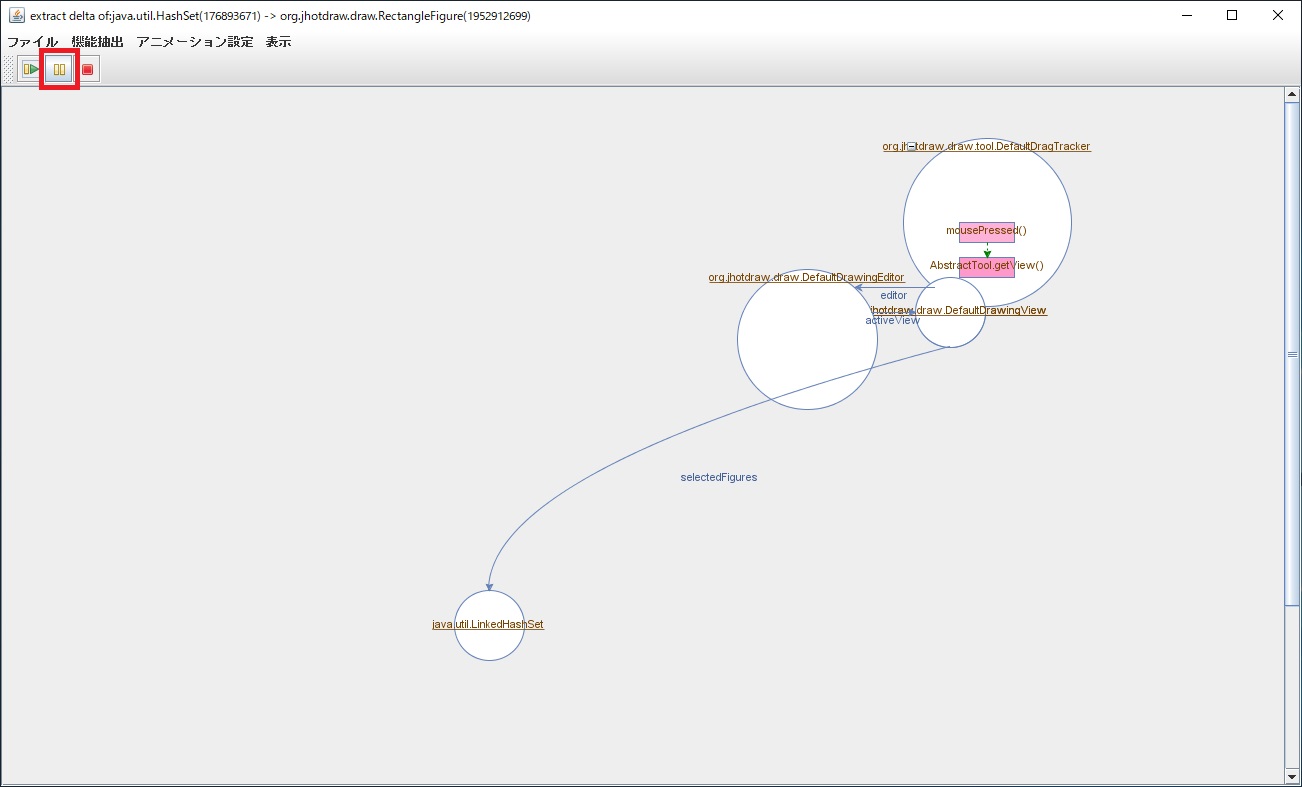 extract delta of:java.util.HashSet(176893671) -> org.jhotdraw.draw.RectangleFigure(1952912699)
ファイル 機能抽出 アニメーション設定 表示
org.jhotdraw.draw.tool.DefaultDragTracker
mousePressed()
AbstractTool.getView()
org.jhotdraw.draw.DefaultDrawingEditor
editor
jhotdraw.draw.DefaultDrawingView
activeView
selectedFigures
java.util.LinkedHashSet